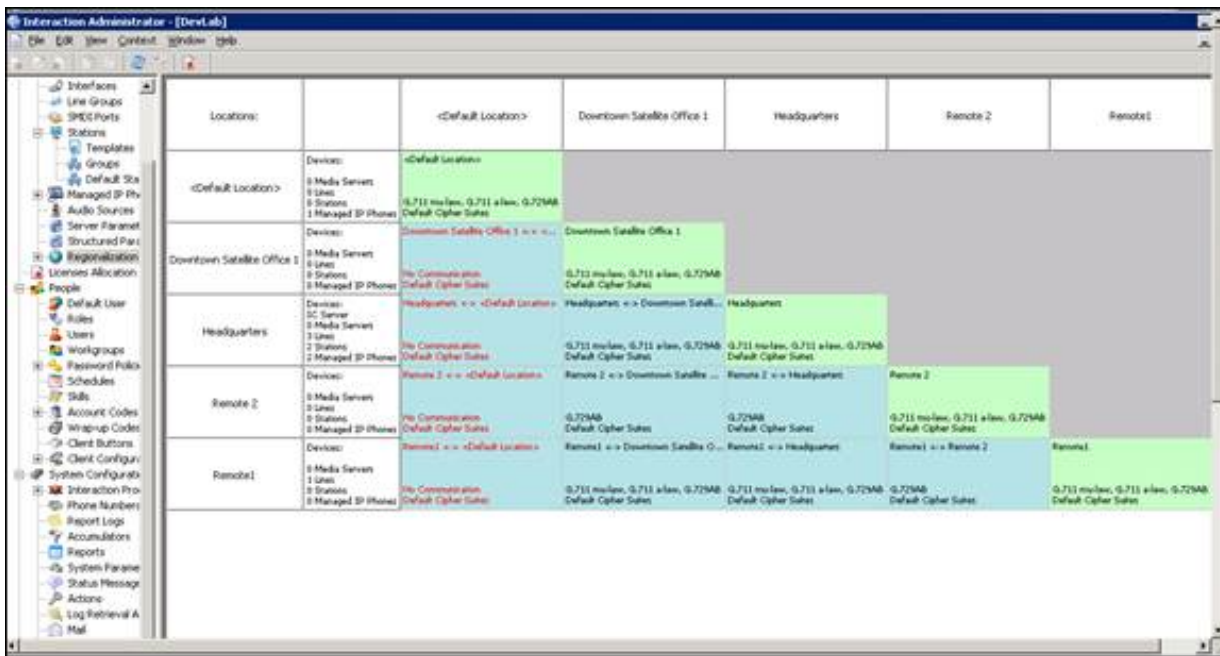 Interaction Administrator - [DevLab]
File Edit View Context Window Help
Interfaces
Line Groups
SMDI Ports
Stations
Templates
Groups
Default Sta
Managed IP Ph
Audio Sources
Server Paramet
Structured Para
Regionalization
Licenses Allocation
People
Default User
Roles
Users
Workgroups
Password Polici
Schedules
Skills
Account Codes
Wrap-up Codes
Client Buttons
Client Configura
System Configurati
Interaction Pro
Phone Numbers
Report Logs
Accumulators
Reports
System Parame
Status Message
Actions
Log Retrieval A
Mail
Locations: <Default Location> Downtown Satellite Office 1 Headquarters Remote 2 Remote1
<Default Location>
Devices:
0 Media Servers
0 Lines
0 Stations
1 Managed IP Phones
<Default Location>
G.711 mu-law, G.711 a-law, G.729AB
Default Cipher Suites
Downtown Satellite Office 1
Devices:
0 Media Servers
0 Lines
0 Stations
0 Managed IP Phones
Downtown Satellite Office 1 <-> <...
No Communication
Default Cipher Suites
Downtown Satellite Office 1
G.711 mu-law, G.711 a-law, G.729AB
Default Cipher Suites
Headquarters
Devices:
IC Server
0 Media Servers
3 Lines
2 Stations
2 Managed IP Phones
Headquarters <-> <Default Location>
No Communication
Default Cipher Suites
Headquarters <-> Downtown Satelli...
G.711 mu-law, G.711 a-law, G.729AB
Default Cipher Suites
Headquarters
G.711 mu-law, G.711 a-law, G.729AB
Default Cipher Suites
Remote 2
Devices:
0 Media Servers
0 Lines
0 Stations
0 Managed IP Phones
Remote 2 <-> <Default Location>
No Communication
Default Cipher Suites
Remote 2 <-> Downtown Satellite ...
G.729AB
Default Cipher Suites
Remote 2 <-> Headquarters
G.729AB
Default Cipher Suites
Remote 2
G.711 mu-law, G.711 a-law, G.729AB
Default Cipher Suites
Remote1
Devices:
0 Media Servers
1 Lines
0 Stations
0 Managed IP Phones
Remote1 <-> <Default Location>
No Communication
Default Cipher Suites
Remote1 <-> Downtown Satellite O...
G.711 mu-law, G.711 a-law, G.729AB
Default Cipher Suites
Remote1 <-> Headquarters
G.711 mu-law, G.711 a-law, G.729AB
Default Cipher Suites
Remote1 <-> Remote 2
G.729AB
Default Cipher Suites
Remote1
G.711 mu-law, G.711 a-law, G.729AB
Default Cipher Suites